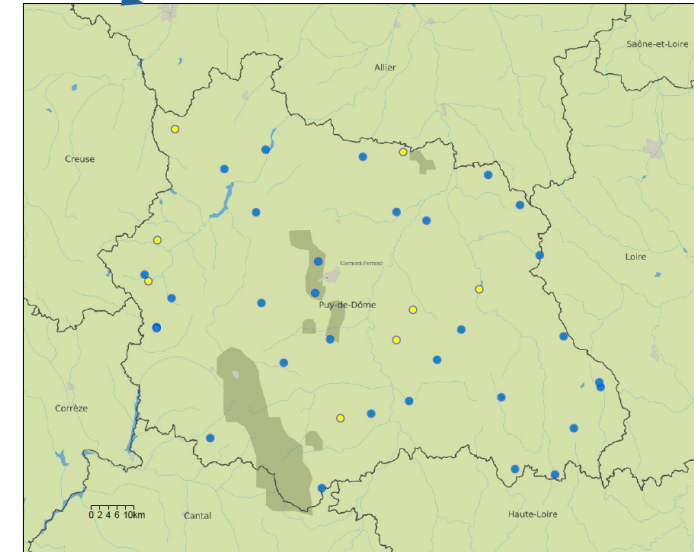 Saône-et-Loire
Allier
Creuse
Loire
Clermont-Ferrand
Puy-de-Dôme
Corrèze
0 2 4 6 10km
Cantal
Haute-Loire